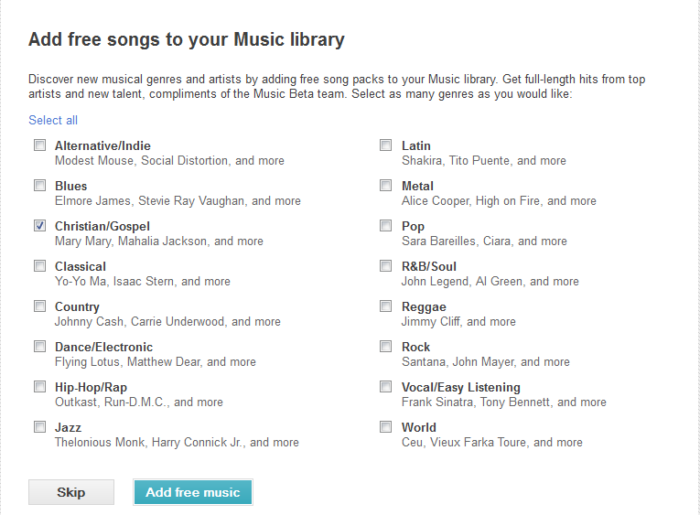 Add free songs to your Music library
Discover new musical genres and artists by adding free song packs to your Music library. Get full-length hits from top
artists and new talent, compliments of the Music Beta team. Select as many genres as you would like:
Select all
Alternative/Indie
Modest Mouse, Social Distortion, and more
Blues
Elmore James, Stevie Ray Vaughan, and more
Christian/Gospel
Mary Mary, Mahalia Jackson, and more
Classical
Yo-Yo Ma, Isaac Stern, and more
Country
Johnny Cash, Carrie Underwood, and more
Dance/Electronic
Flying Lotus, Matthew Dear, and more
Hip-Hop/Rap
Outkast, Run-D.M.C., and more
Jazz
Thelonious Monk, Harry Connick Jr., and more
Latin
Shakira, Tito Puente, and more
Metal
Alice Cooper, High on Fire, and more
Pop
Sara Bareilles, Ciara, and more
R&B/Soul
John Legend, Al Green, and more
Reggae
Jimmy Cliff, and more
Rock
Santana, John Mayer, and more
Vocal/Easy Listening
Frank Sinatra, Tony Bennett, and more
World
Ceu, Vieux Farka Toure, and more
Skip
Add free music